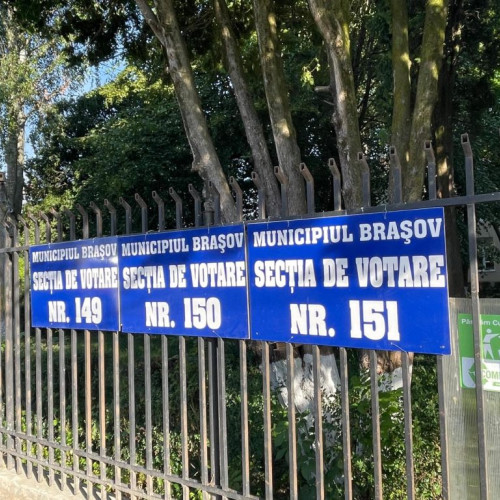 MUNICIPIUL BRAŞOV
SECŢIA DE VOTARE
NR. 149
MUNICIPIUL BRAŞOV
SECŢIA DE VOTARE
NR. 150
MUNICIPIUL BRAŞOV
SECŢIA DE VOTARE
NR. 151